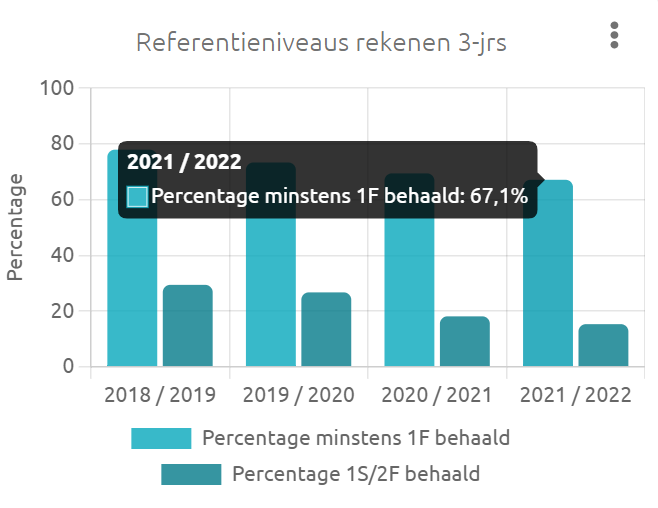 Referentieniveaus rekenen 3-jrs
Percentage
100
80
60
40
20
0
2021 / 2022
Percentage minstens 1F behaald: 67,1%
2018 / 2019
2019 / 2020
2020 / 2021
2021 / 2022
Percentage minstens 1F behaald
Percentage 1S/2F behaald